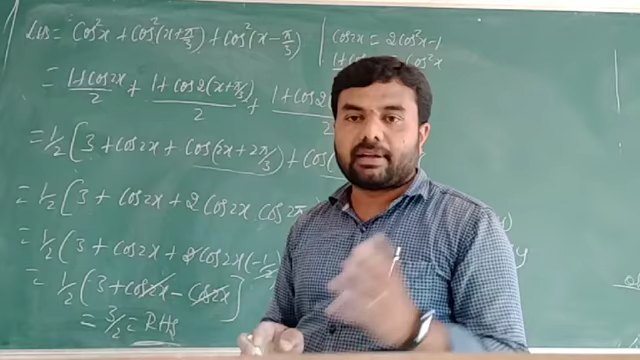 LHS = Cos²x + Cos²(x+π/3) + Cos²(x-π/3)
Cos2x = 2Cos²x-1
= 1+Cos2x/2 + 1+Cos2(x+π/3)/2 + 1+Cos2
= 1/2 [3 + Cos2x + Cos(2x+2π/3) + Cos(
= 1/2 [3 + Cos2x + 2Cos2x Cos2π
= 1/2 (3 + Cos2x + 2Cos2x(-1/2)
= 1/2 (3 + Cos2x - Cos2x]
= 3/2 = RHS